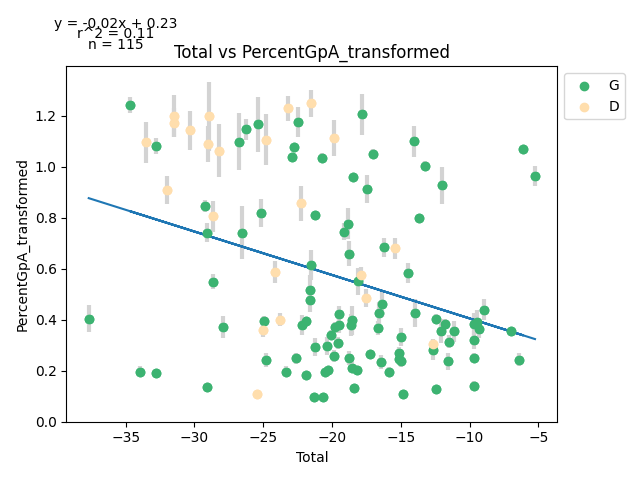 y = -0.02x + 0.23
r^2 = 0.11
n = 115
Total vs PercentGpA_transformed
G
D
PercentGpA_transformed
1.2
1.0
0.8
0.6
0.4
0.2
0.0
−35 −30 −25 −20 −15 −10 −5
Total